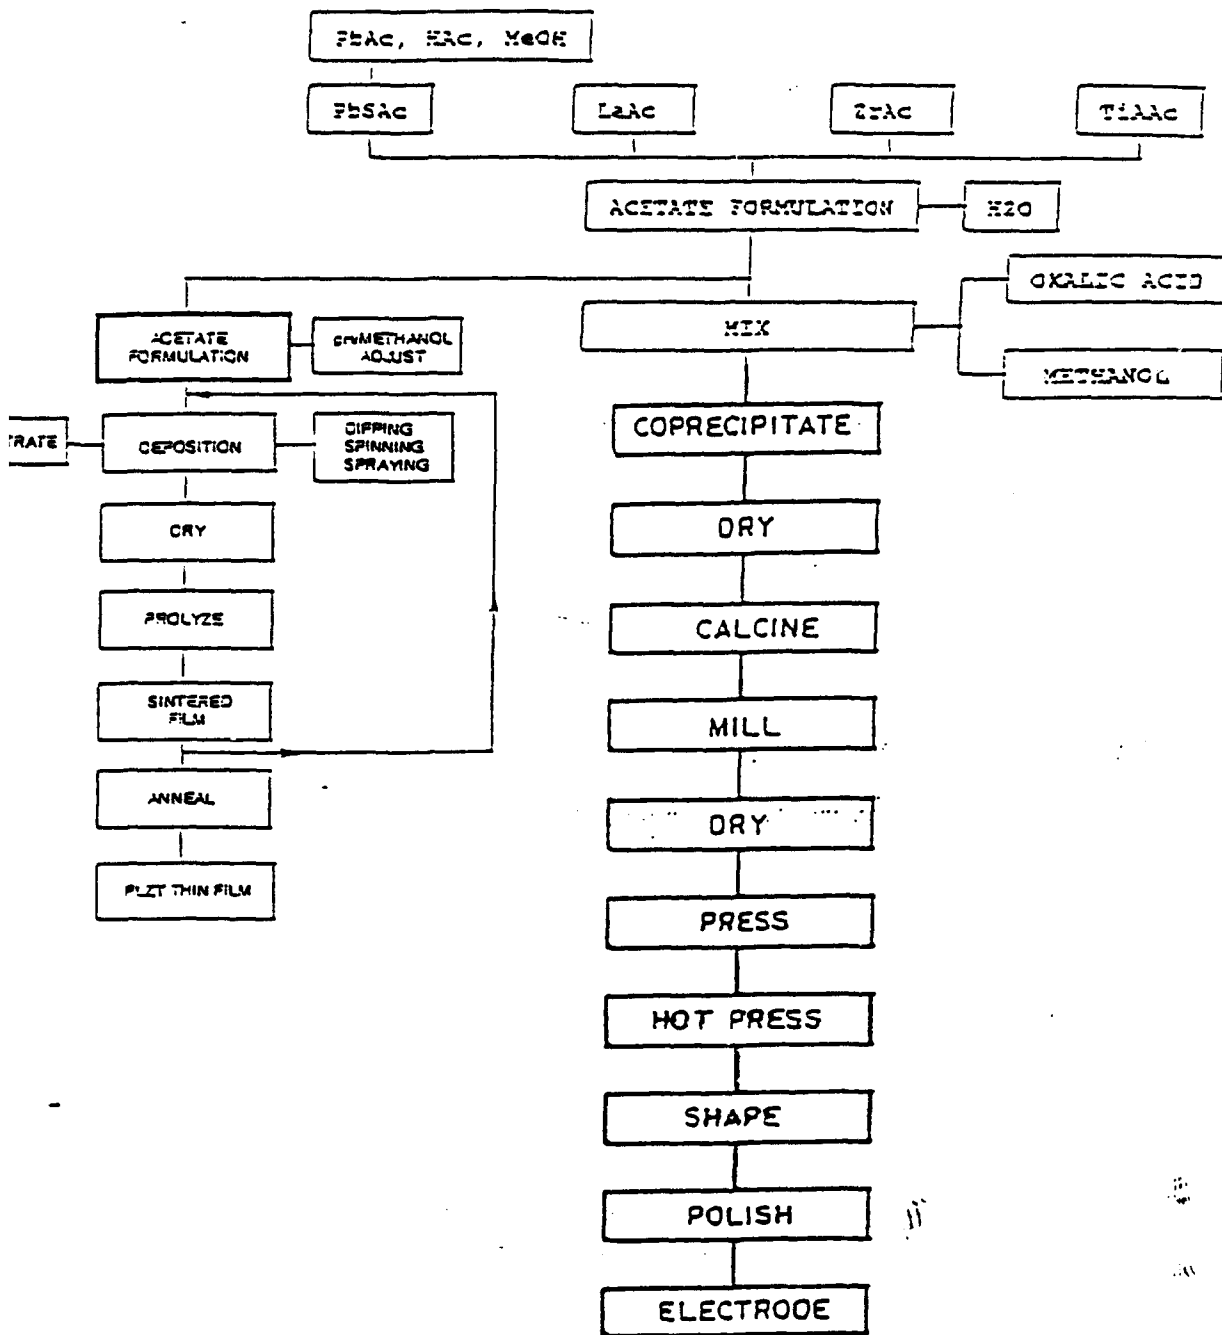 PbAc, HAc, MeOH
PbSAc
LaAc
ZrAc
TiAAc
ACETATE FORMULATION
H2O
OXALIC ACID
MIX
METHANOL
ACETATE
FORMULATION
METHANOL
ADJUST
TRATE
DEPOSITION
DIPPING
SPINNING
SPRAYING
DRY
PROLYZE
SINTERED
FILM
ANNEAL
PLZT THIN FILM
COPRECIPITATE
DRY
CALCINE
MILL
DRY
PRESS
HOT PRESS
SHAPE
POLISH
ELECTRODE